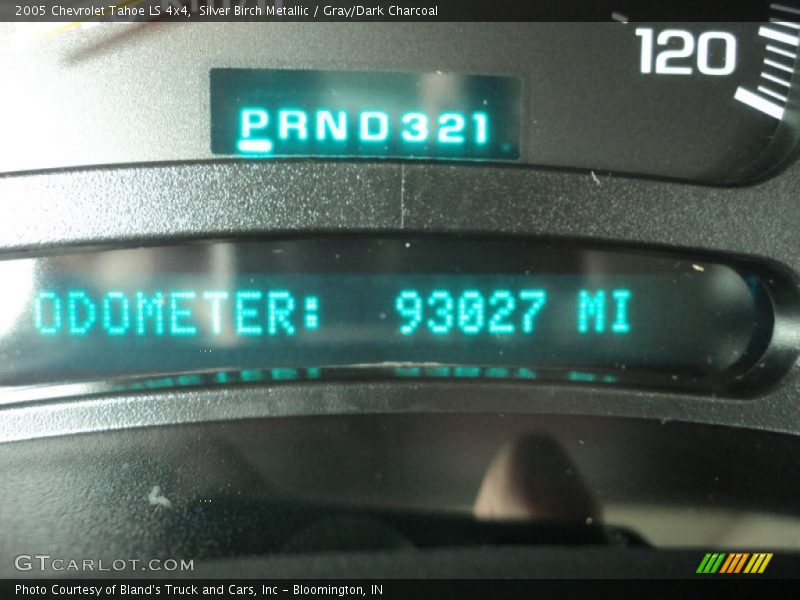 2005 Chevrolet Tahoe LS 4x4, Silver Birch Metallic / Gray/Dark Charcoal
120
PRND321
ODOMETER: 93027 MI
GTCARLOT.COM
Photo Courtesy of Bland's Truck and Cars, Inc - Bloomington, IN